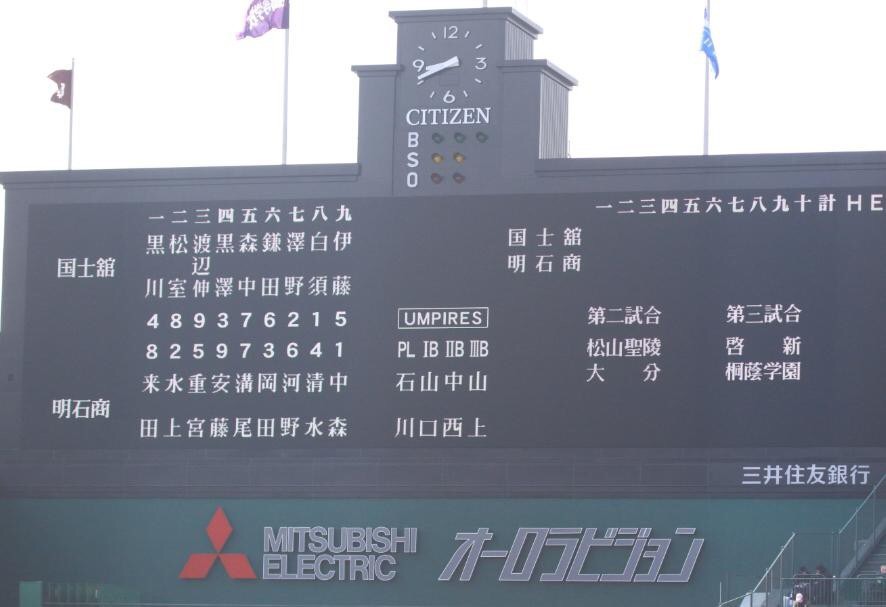 12
9 3
6
CITIZEN
B
S
O
一二三四五六七八九
国士舘
黒川 松室 渡辺伸 黒澤 森中 鎌田 澤野 白須 伊藤
4 8 9 3 7 6 2 1 5
8 2 5 9 7 3 6 4 1
明石商
来田 水上 重宮 安藤 溝尾 岡田 河野 清水 中森
UMPIRES
PL IB IIB IIIB
石川 山口 中西 山上
一二三四五六七八九十計HE
国士舘
明石商
第二試合
松山聖陵
大分
第三試合
啓新
桐蔭学園
三井住友銀行
MITSUBISHI
ELECTRIC
オーロラビジョン